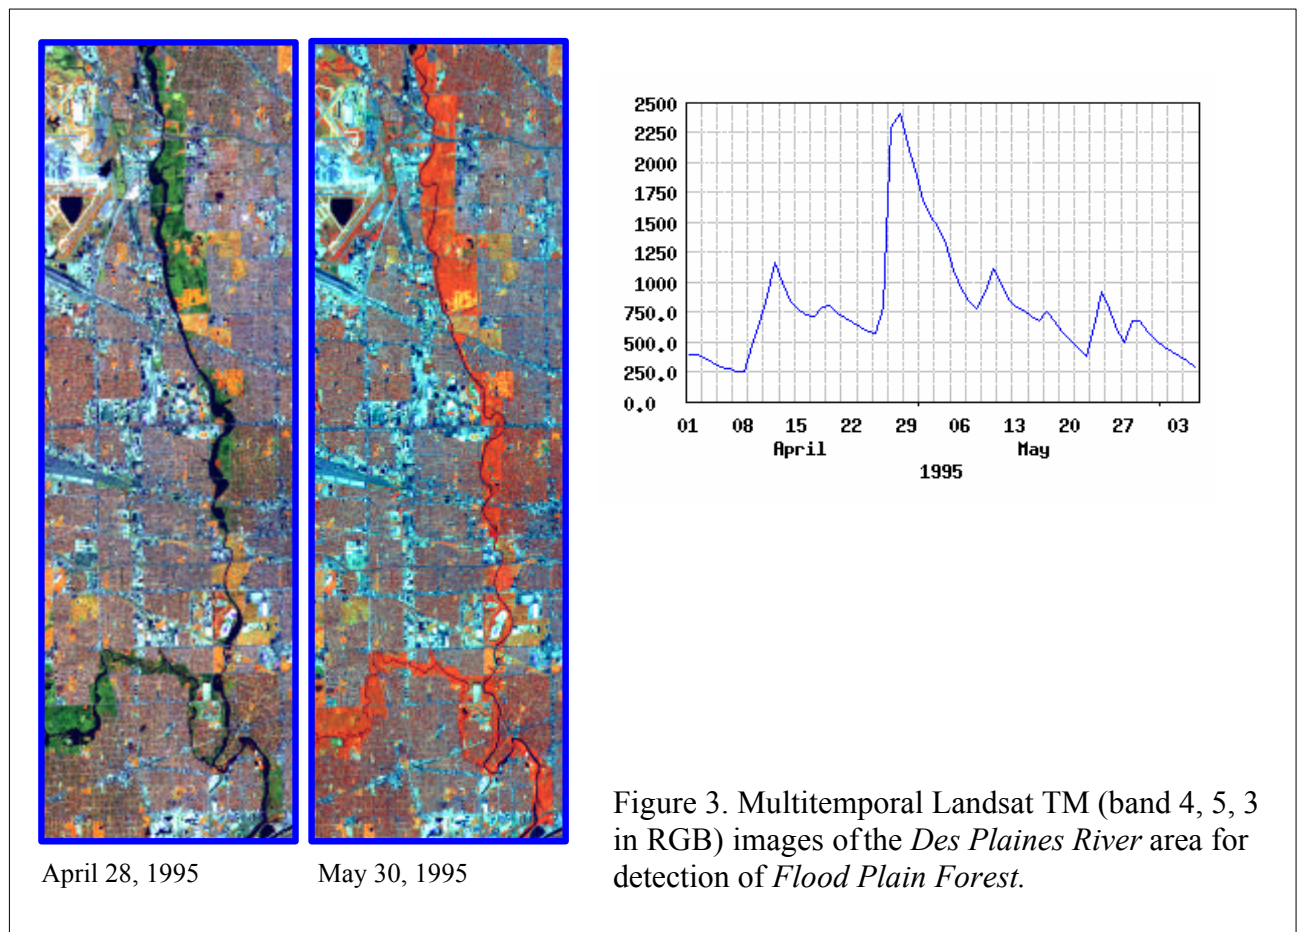 2500
2250
2000
1750
1500
1250
1000
750.0
500.0
250.0
0.0
01 08 15 22 29 06 13 20 27 03
April May
1995
Figure 3. Multitemporal Landsat TM (band 4, 5, 3
in RGB) images of the Des Plaines River area for
detection of Flood Plain Forest.
April 28, 1995 May 30, 1995